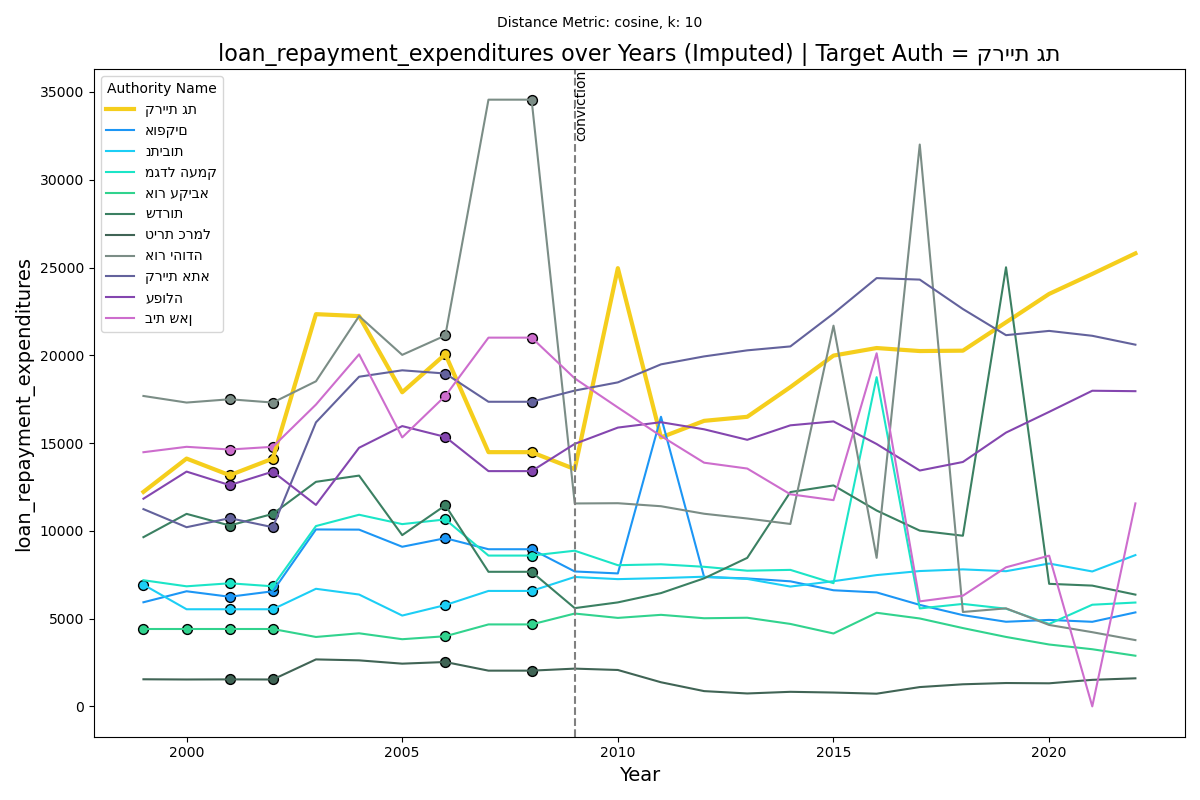 Distance Metric: cosine, k: 10
loan_repayment_expenditures over Years (Imputed) | Target Auth = קריית גת
Authority Name
קריית גת
אופקים
נתיבות
מגדל העמק
אור עקיבא
שדרות
טירת כרמל
אור יהודה
קריית אתא
עפולה
בית שאן
conviction
35000
30000
25000
20000
15000
10000
5000
0
loan_repayment_expenditures
2000
2005
2010
2015
2020
Year